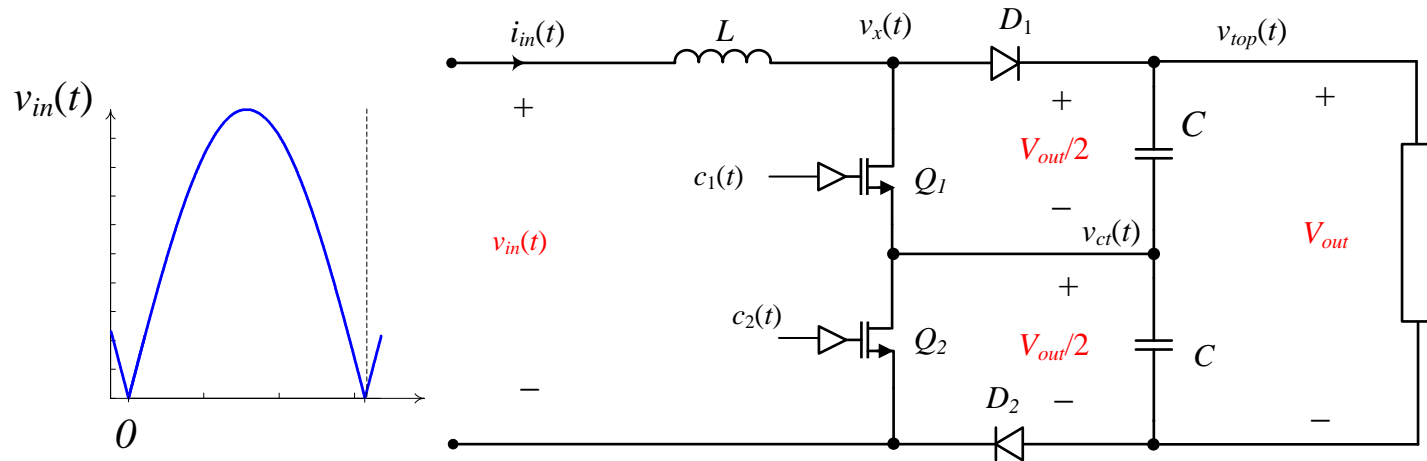 v_in(t)
0
i_in(t)
L
v_x(t)
D_1
v_top(t)
+
+
+
V_out/2
C
c_1(t)
Q_1
−
v_in(t)
v_ct(t)
V_out
+
c_2(t)
Q_2
V_out/2
C
−
D_2
−
−